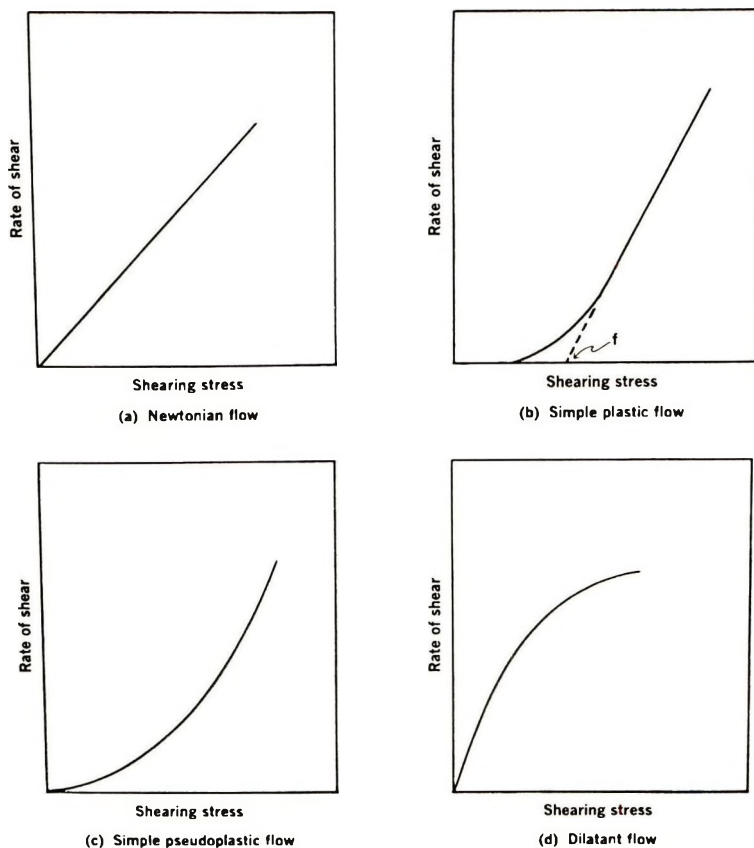 Rate of shear
Shearing stress
(a) Newtonian flow
Rate of shear
f
Shearing stress
(b) Simple plastic flow
Rate of shear
Shearing stress
(c) Simple pseudoplastic flow
Rate of shear
Shearing stress
(d) Dilatant flow